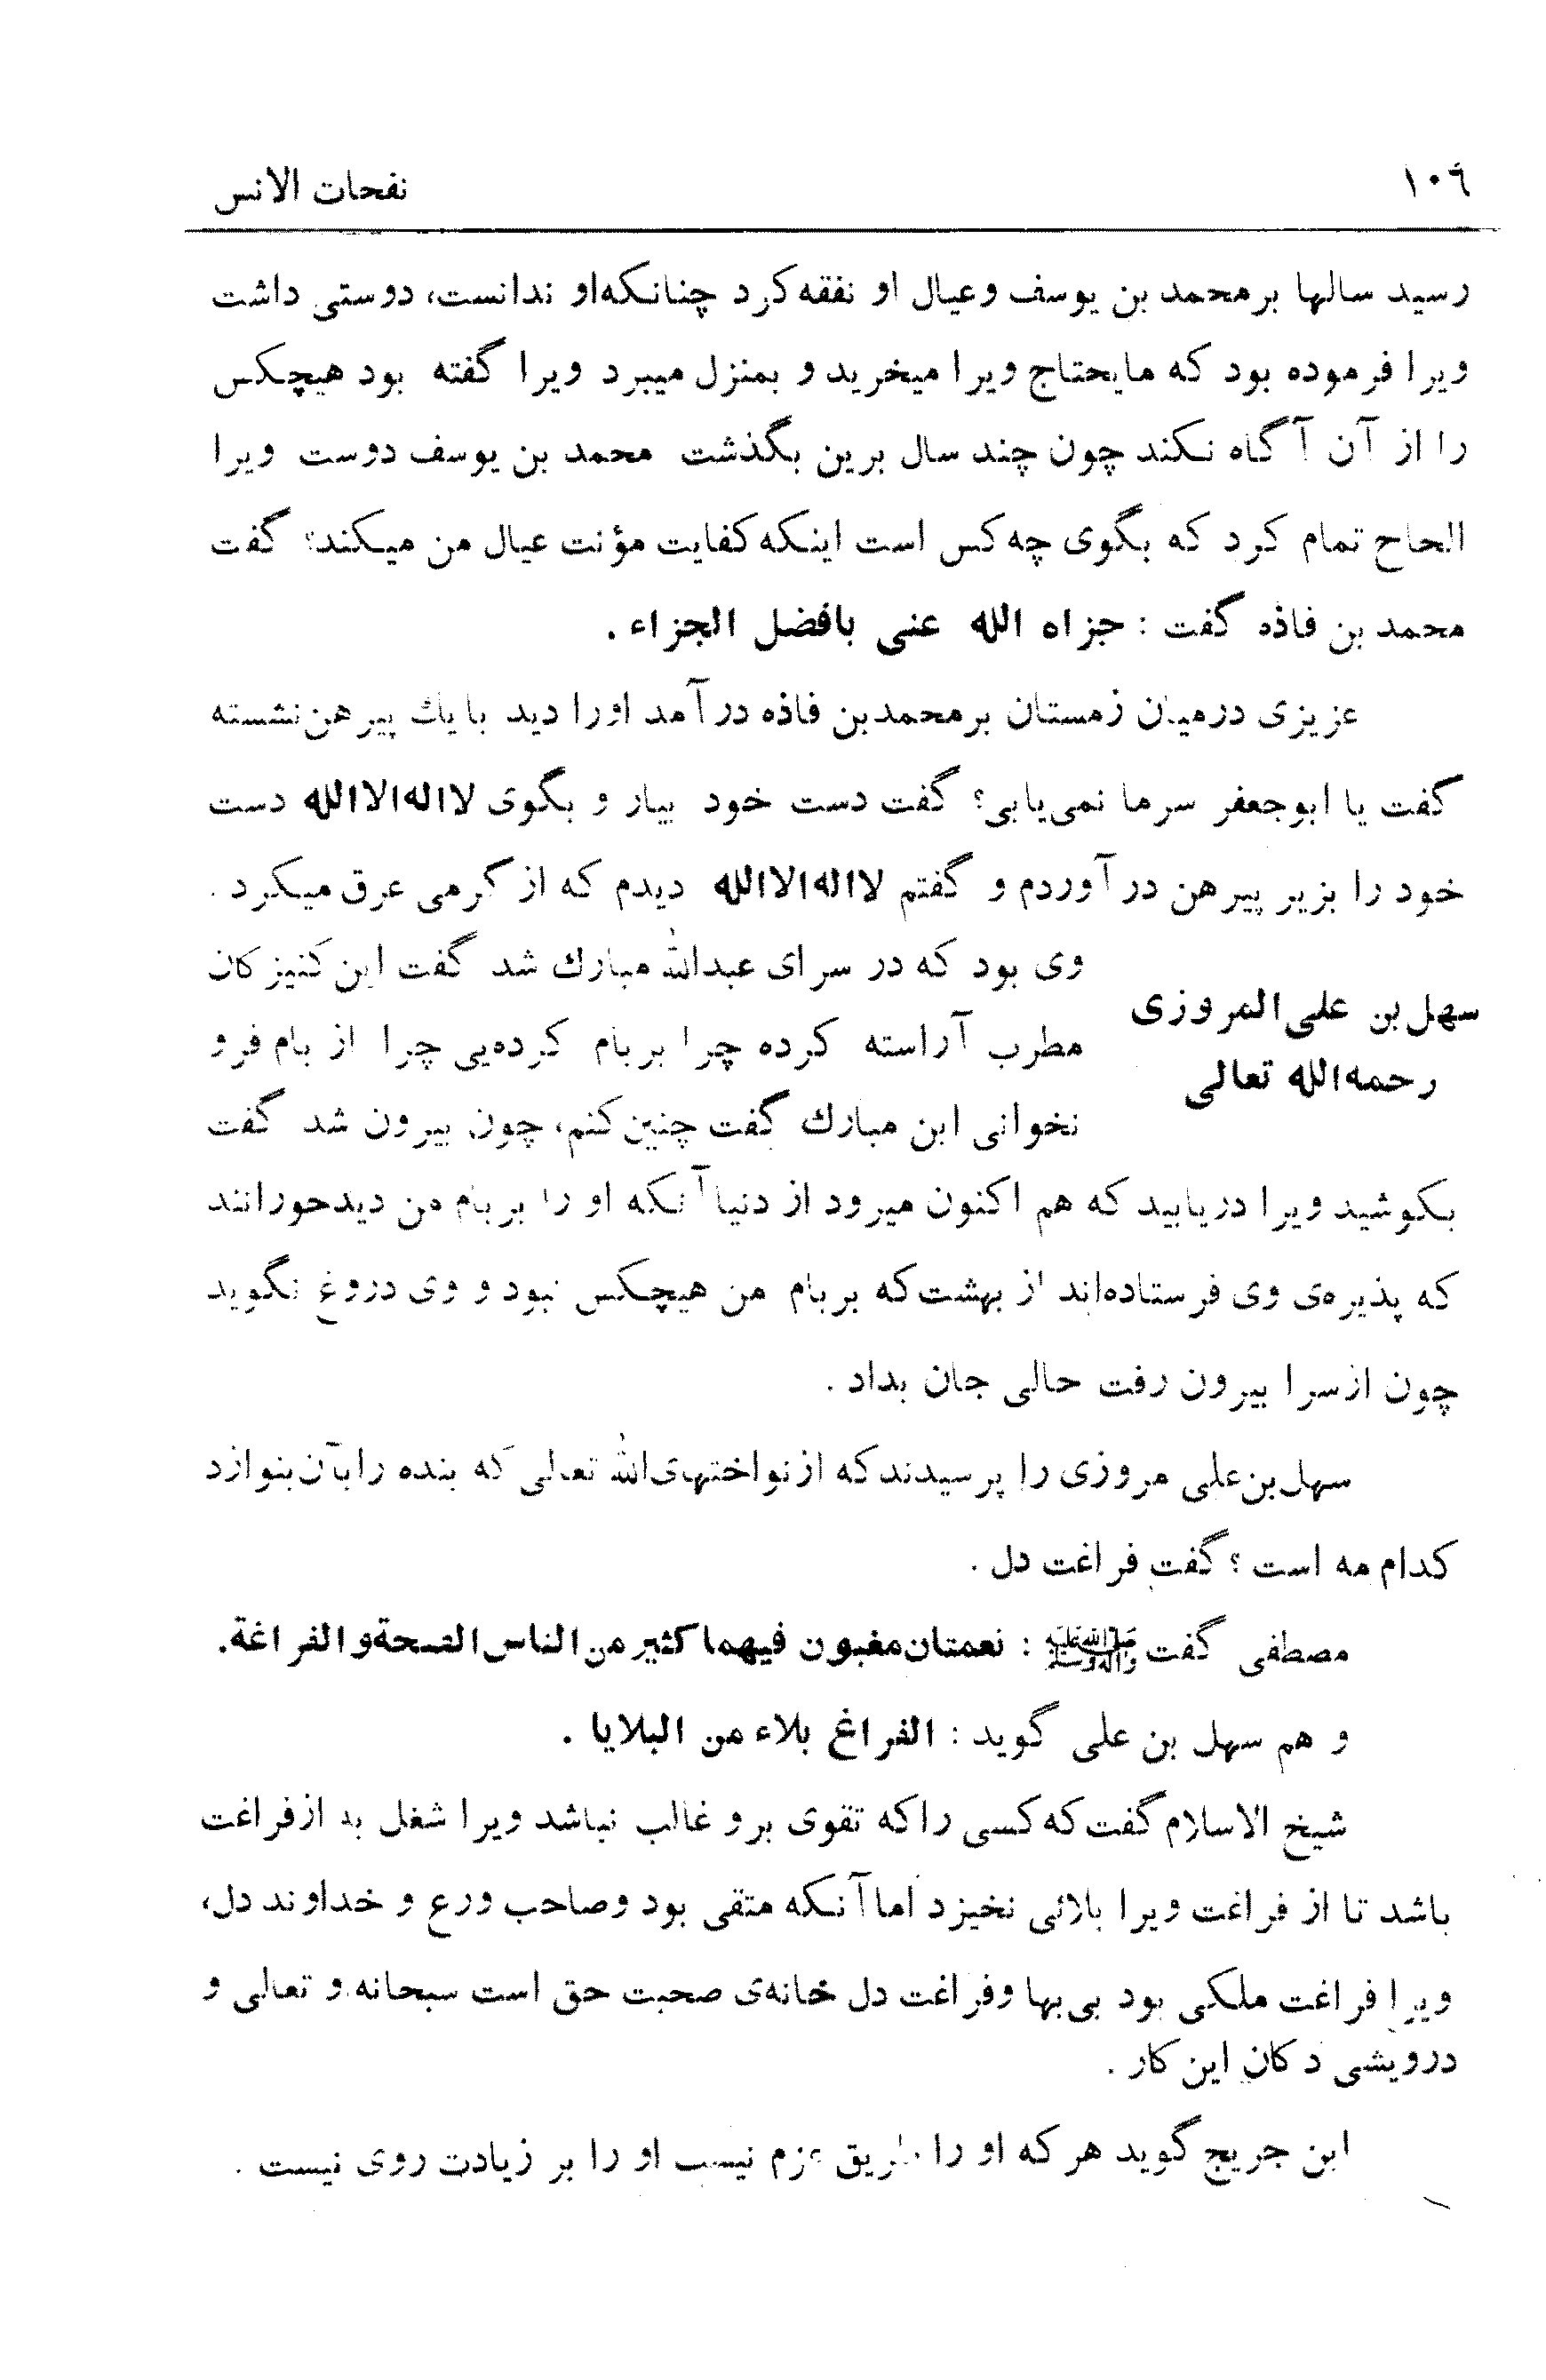 ١٠٦ نفحات الانس
رسید سالها برمحمد بن یوسف وعیال او نفقه‌کرد چنانکه‌او ندانست، دوستی داشت
ویرا فرموده بود که مایحتاج ویرا میخرید و بمنزل میبرد ویرا گفته بود هیچکس
را از آن آگاه نکند چون چند سال برین بگذشت محمد بن یوسف دوست ویرا
الحاح تمام کرد که بگوی چه‌کس است اینکه‌کفایت مؤنت عیال من میکند؟ گفت
محمد بن فاذه گفت : جزاه الله عنی بافضل الجزاء .
عزیزی درمیان زمستان برمحمدبن فاذه درآمد اورا دید بایك پیرهن‌نشسته
گفت یا ابوجعفر سرما نمی‌یابی؟ گفت دست خود بیار و بگوی لااله‌الاالله دست
خود را بزیر پیرهن درآوردم و گفتم لااله‌الاالله دیدم که از گرمی عرق میکرد .
سهل‌بن علی‌المروزی
رحمه‌الله تعالی
وی بود که در سرای عبدالله مبارك شد گفت این کنیزکان
مطرب آراسته کرده چرا بربام کرده‌یی چرا از بام فرو
نخوانی ابن مبارك گفت چنین‌کنم، چون بیرون شد گفت
بکوشید ویرا دریابید که هم اکنون میرود از دنیا آنکه او را بربام من دیدحورانند
که پذیره‌ی وی فرستاده‌اند از بهشت‌که بربام من هیچکس نبود و وی دروغ نگوید
چون ازسرا بیرون رفت حالی جان بداد .
سهل‌بن‌علی مروزی را پرسیدندکه ازنواختهای‌الله تعالی که بنده رابآن‌بنوازد
کدام مه است ؟ گفت فراغت دل .
مصطفی گفت صلی‌الله علیه وآله وسلم : نعمتان‌مغبون فیهماکثیرمن‌الناس‌الصحةوالفراغة.
و هم سهل بن علی گوید : الفراغ بلاء من البلایا .
شیخ الاسلام گفت‌که‌کسی راکه تقوی برو غالب نباشد ویرا شغل به ازفراغت
باشد تا از فراغت ویرا بلائی نخیزد اما آنکه متقی بود وصاحب ورع و خداوند دل،
ویرا فراغت ملکی بود بی‌بها وفراغت دل خانه‌ی صحبت حق است سبحانه و تعالی و
درویشی دکان این‌کار .
ابن جریج گوید هرکه او را طریق عزم نیست او را بر زیادت روی نیست .